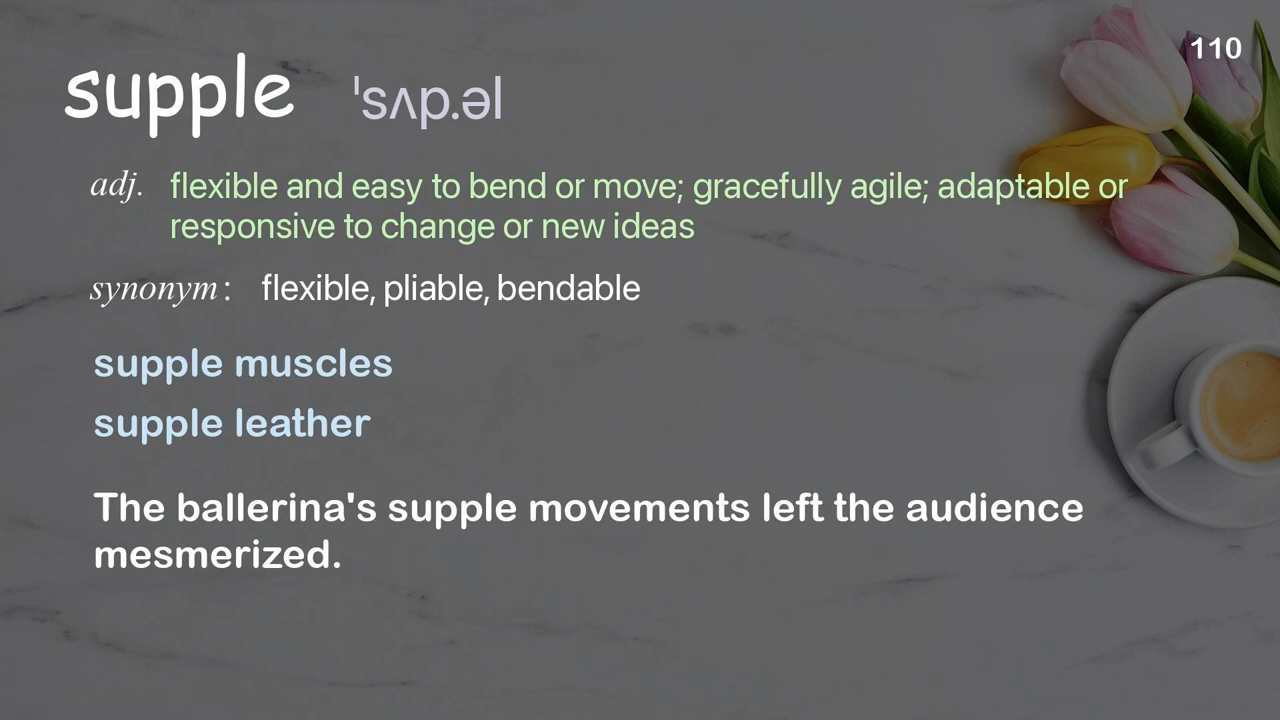 110
supple ˈsʌp.əl
adj. flexible and easy to bend or move; gracefully agile; adaptable or
responsive to change or new ideas
synonym: flexible, pliable, bendable
supple muscles
supple leather
The ballerina's supple movements left the audience
mesmerized.